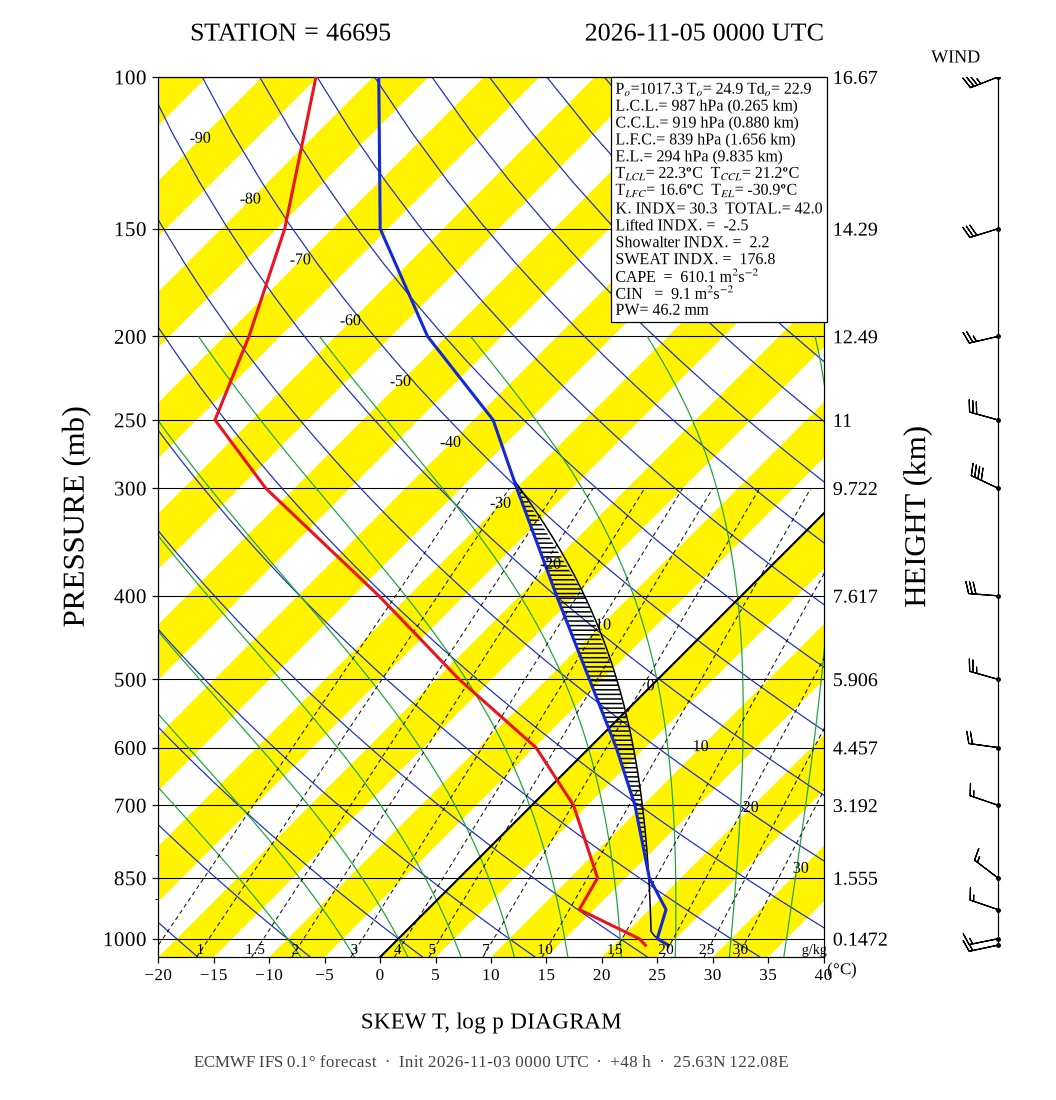 STATION = 46695
2026-11-05 0000 UTC
WIND
Pₒ=1017.3 Tₒ= 24.9 Tdₒ= 22.9
L.C.L.= 987 hPa (0.265 km)
C.C.L.= 919 hPa (0.880 km)
L.F.C.= 839 hPa (1.656 km)
E.L.= 294 hPa (9.835 km)
T_LCL= 22.3°C T_CCL= 21.2°C
T_LFC= 16.6°C T_EL= -30.9°C
K. INDX= 30.3 TOTAL.= 42.0
Lifted INDX. = -2.5
Showalter INDX. = 2.2
SWEAT INDX. = 176.8
CAPE = 610.1 m²s⁻²
CIN = 9.1 m²s⁻²
PW= 46.2 mm
PRESSURE (mb)
100
150
200
250
300
400
500
600
700
850
1000
-90
-80
-70
-60
-50
-40
-30
-20
-10
0
10
20
30
16.67
14.29
12.49
11
9.722
7.617
5.906
4.457
3.192
1.555
0.1472
HEIGHT (km)
1 1.5 2 3 4 5 7 10 15 20 25 30 g/kg
−20 −15 −10 −5 0 5 10 15 20 25 30 35 40 (°C)
SKEW T, log p DIAGRAM
ECMWF IFS 0.1° forecast · Init 2026-11-03 0000 UTC · +48 h · 25.63N 122.08E